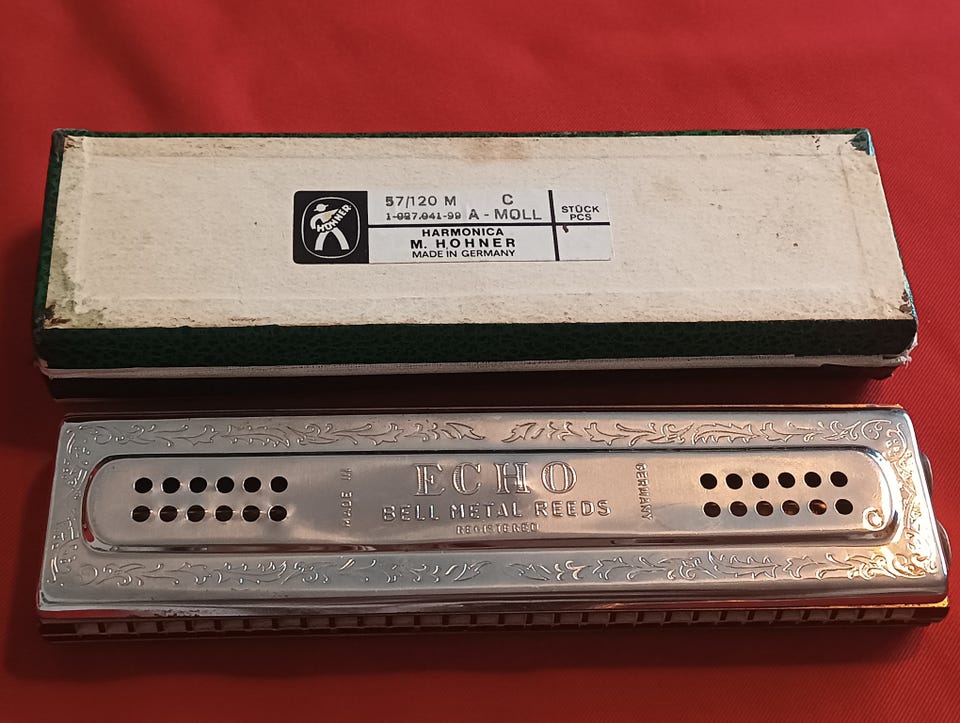 HOHNER
57/120 M C
1-027.041-99 A - MOLL
STÜCK
PCS
HARMONICA
M. HOHNER
MADE IN GERMANY
ECHO
MADE IN
GERMANY
BELL METAL REEDS
REGISTERED
C